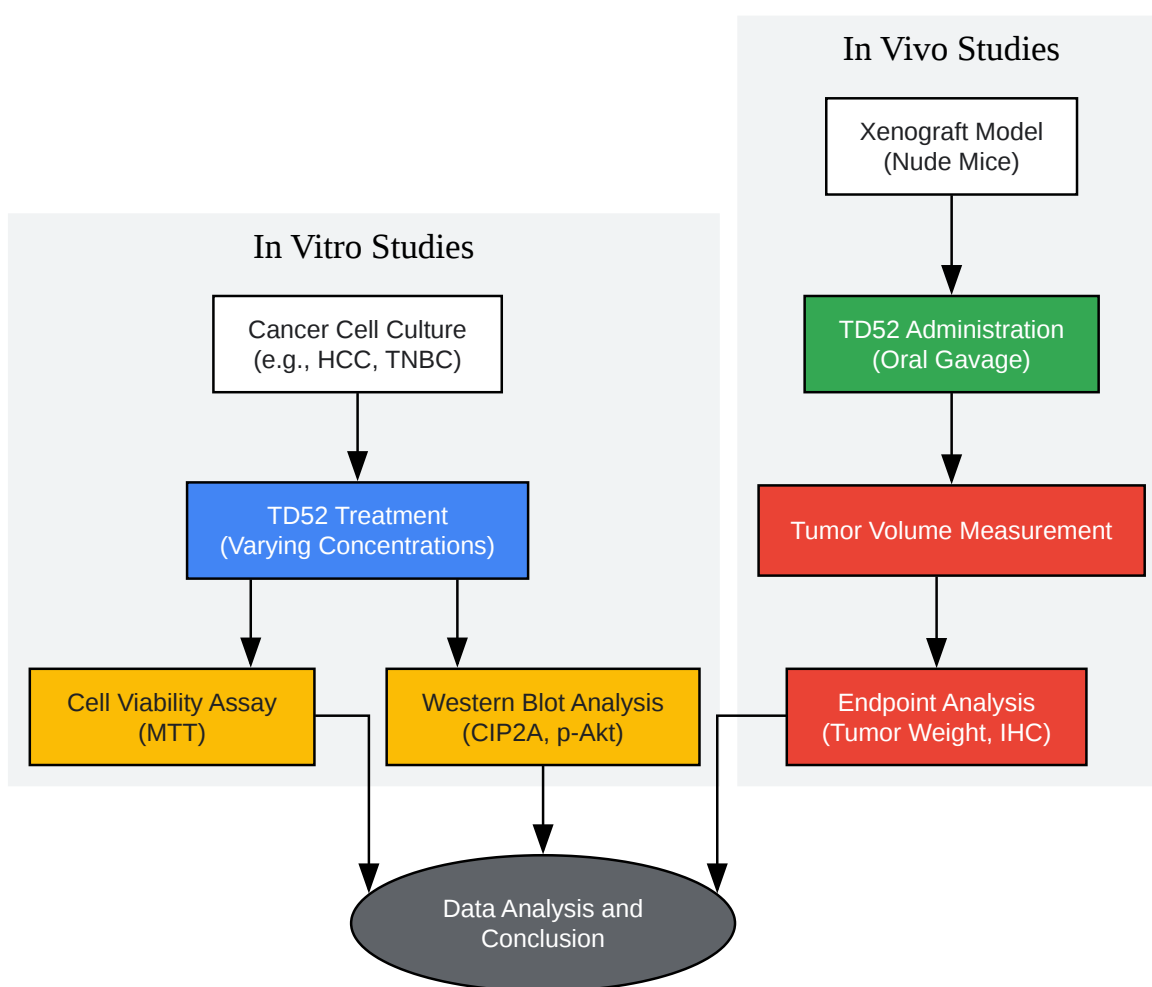 In Vitro Studies
Cancer Cell Culture
(e.g., HCC, TNBC)
TD52 Treatment
(Varying Concentrations)
Cell Viability Assay
(MTT)
Western Blot Analysis
(CIP2A, p-Akt)
In Vivo Studies
Xenograft Model
(Nude Mice)
TD52 Administration
(Oral Gavage)
Tumor Volume Measurement
Endpoint Analysis
(Tumor Weight, IHC)
Data Analysis and
Conclusion